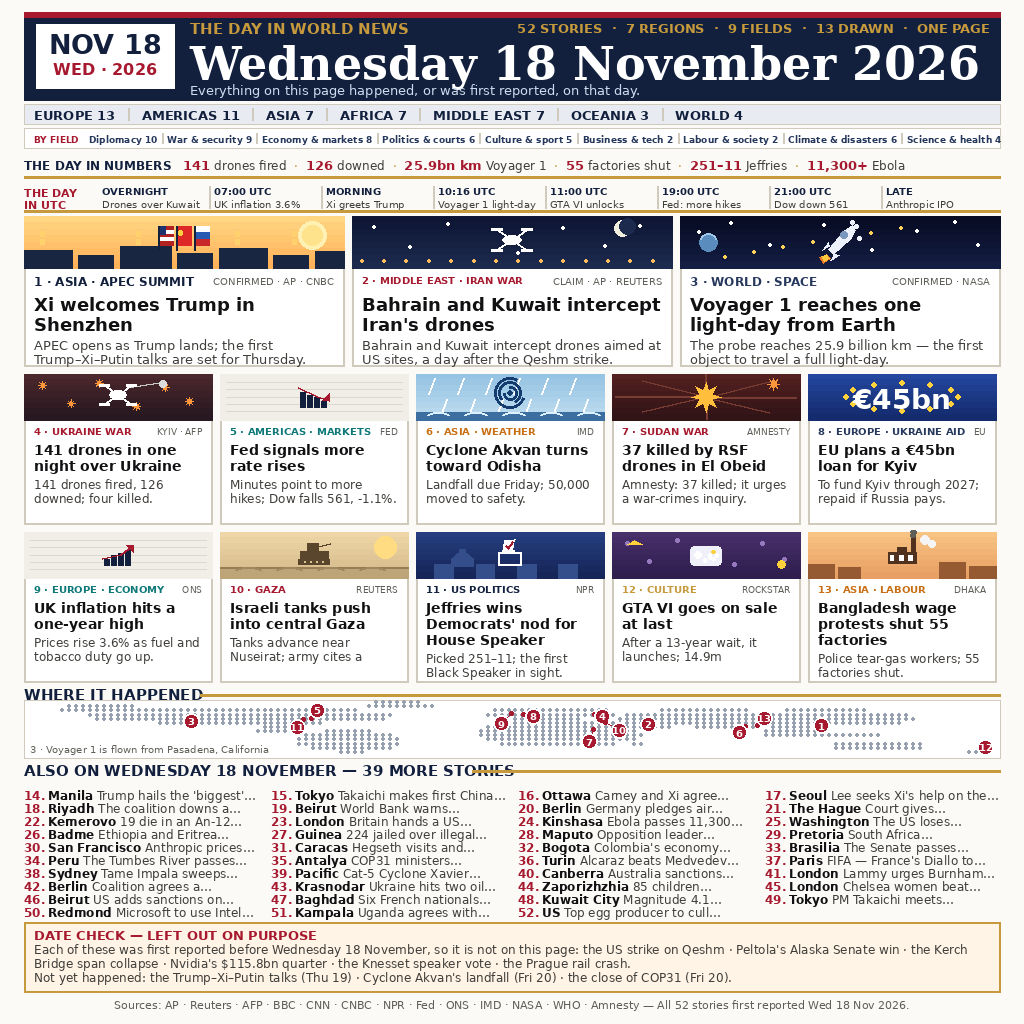 NOV 18
WED · 2026
THE DAY IN WORLD NEWS
52 STORIES · 7 REGIONS · 9 FIELDS · 13 DRAWN · ONE PAGE
Wednesday 18 November 2026
Everything on this page happened, or was first reported, on that day.
EUROPE 13 | AMERICAS 11 | ASIA 7 | AFRICA 7 | MIDDLE EAST 7 | OCEANIA 3 | WORLD 4
BY FIELD Diplomacy 10 | War & security 9 | Economy & markets 8 | Politics & courts 6 | Culture & sport 5 | Business & tech 2 | Labour & society 2 | Climate & disasters 6 | Science & health 4
THE DAY IN NUMBERS 141 drones fired · 126 downed · 25.9bn km Voyager 1 · 55 factories shut · 251–11 Jeffries · 11,300+ Ebola
THE DAY
IN UTC
OVERNIGHT
Drones over Kuwait
07:00 UTC
UK inflation 3.6%
MORNING
Xi greets Trump
10:16 UTC
Voyager 1 light-day
11:00 UTC
GTA VI unlocks
19:00 UTC
Fed: more hikes
21:00 UTC
Dow down 561
LATE
Anthropic IPO
1 · ASIA · APEC SUMMIT CONFIRMED · AP · CNBC
Xi welcomes Trump in
Shenzhen
APEC opens as Trump lands; the first
Trump–Xi–Putin talks are set for Thursday.
2 · MIDDLE EAST · IRAN WAR CLAIM · AP · REUTERS
Bahrain and Kuwait intercept
Iran's drones
Bahrain and Kuwait intercept drones aimed at
US sites, a day after the Qeshm strike.
3 · WORLD · SPACE CONFIRMED · NASA
Voyager 1 reaches one
light-day from Earth
The probe reaches 25.9 billion km — the first
object to travel a full light-day.
4 · UKRAINE WAR KYIV · AFP
141 drones in one
night over Ukraine
141 drones fired, 126
downed; four killed.
5 · AMERICAS · MARKETS FED
Fed signals more
rate rises
Minutes point to more
hikes; Dow falls 561, -1.1%.
6 · ASIA · WEATHER IMD
Cyclone Akvan turns
toward Odisha
Landfall due Friday; 50,000
moved to safety.
7 · SUDAN WAR AMNESTY
37 killed by RSF
drones in El Obeid
Amnesty: 37 killed; it urges
a war-crimes inquiry.
€45bn
8 · EUROPE · UKRAINE AID EU
EU plans a €45bn
loan for Kyiv
To fund Kyiv through 2027;
repaid if Russia pays.
9 · EUROPE · ECONOMY ONS
UK inflation hits a
one-year high
Prices rise 3.6% as fuel and
tobacco duty go up.
10 · GAZA REUTERS
Israeli tanks push
into central Gaza
Tanks advance near
Nuseirat; army cites a
11 · US POLITICS NPR
Jeffries wins
Democrats' nod for
House Speaker
Picked 251–11; the first
Black Speaker in sight.
12 · CULTURE ROCKSTAR
GTA VI goes on sale
at last
After a 13-year wait, it
launches; 14.9m
13 · ASIA · LABOUR DHAKA
Bangladesh wage
protests shut 55
factories
Police tear-gas workers; 55
factories shut.
WHERE IT HAPPENED
3 11 5 9 8 4 10 7 2 6 13 1 12
3 · Voyager 1 is flown from Pasadena, California
ALSO ON WEDNESDAY 18 NOVEMBER — 39 MORE STORIES
14. Manila Trump hails the 'biggest'... 15. Tokyo Takaichi makes first China... 16. Ottawa Carney and Xi agree... 17. Seoul Lee seeks Xi's help on the...
18. Riyadh The coalition downs a... 19. Beirut World Bank warns... 20. Berlin Germany pledges air... 21. The Hague Court gives...
22. Kemerovo 19 die in an An-12... 23. London Britain hands a US... 24. Kinshasa Ebola passes 11,300... 25. Washington The US loses...
26. Badme Ethiopia and Eritrea... 27. Guinea 224 jailed over illegal... 28. Maputo Opposition leader... 29. Pretoria South Africa...
30. San Francisco Anthropic prices... 31. Caracas Hegseth visits and... 32. Bogota Colombia's economy... 33. Brasilia The Senate passes...
34. Peru The Tumbes River passes... 35. Antalya COP31 ministers... 36. Turin Alcaraz beats Medvedev... 37. Paris FIFA — France's Diallo to...
38. Sydney Tame Impala sweeps... 39. Pacific Cat-5 Cyclone Xavier... 40. Canberra Australia sanctions... 41. London Lammy urges Burnham...
42. Berlin Coalition agrees a... 43. Krasnodar Ukraine hits two oil... 44. Zaporizhzhia 85 children... 45. London Chelsea women beat...
46. Beirut US adds sanctions on... 47. Baghdad Six French nationals... 48. Kuwait City Magnitude 4.1... 49. Tokyo PM Takaichi meets...
50. Redmond Microsoft to use Intel... 51. Kampala Uganda agrees with... 52. US Top egg producer to cull...
DATE CHECK — LEFT OUT ON PURPOSE
Each of these was first reported before Wednesday 18 November, so it is not on this page: the US strike on Qeshm · Peltola's Alaska Senate win · the Kerch
Bridge span collapse · Nvidia's $115.8bn quarter · the Knesset speaker vote · the Prague rail crash.
Not yet happened: the Trump–Xi–Putin talks (Thu 19) · Cyclone Akvan's landfall (Fri 20) · the close of COP31 (Fri 20).
Sources: AP · Reuters · AFP · BBC · CNN · CNBC · NPR · Fed · ONS · IMD · NASA · WHO · Amnesty — All 52 stories first reported Wed 18 Nov 2026.